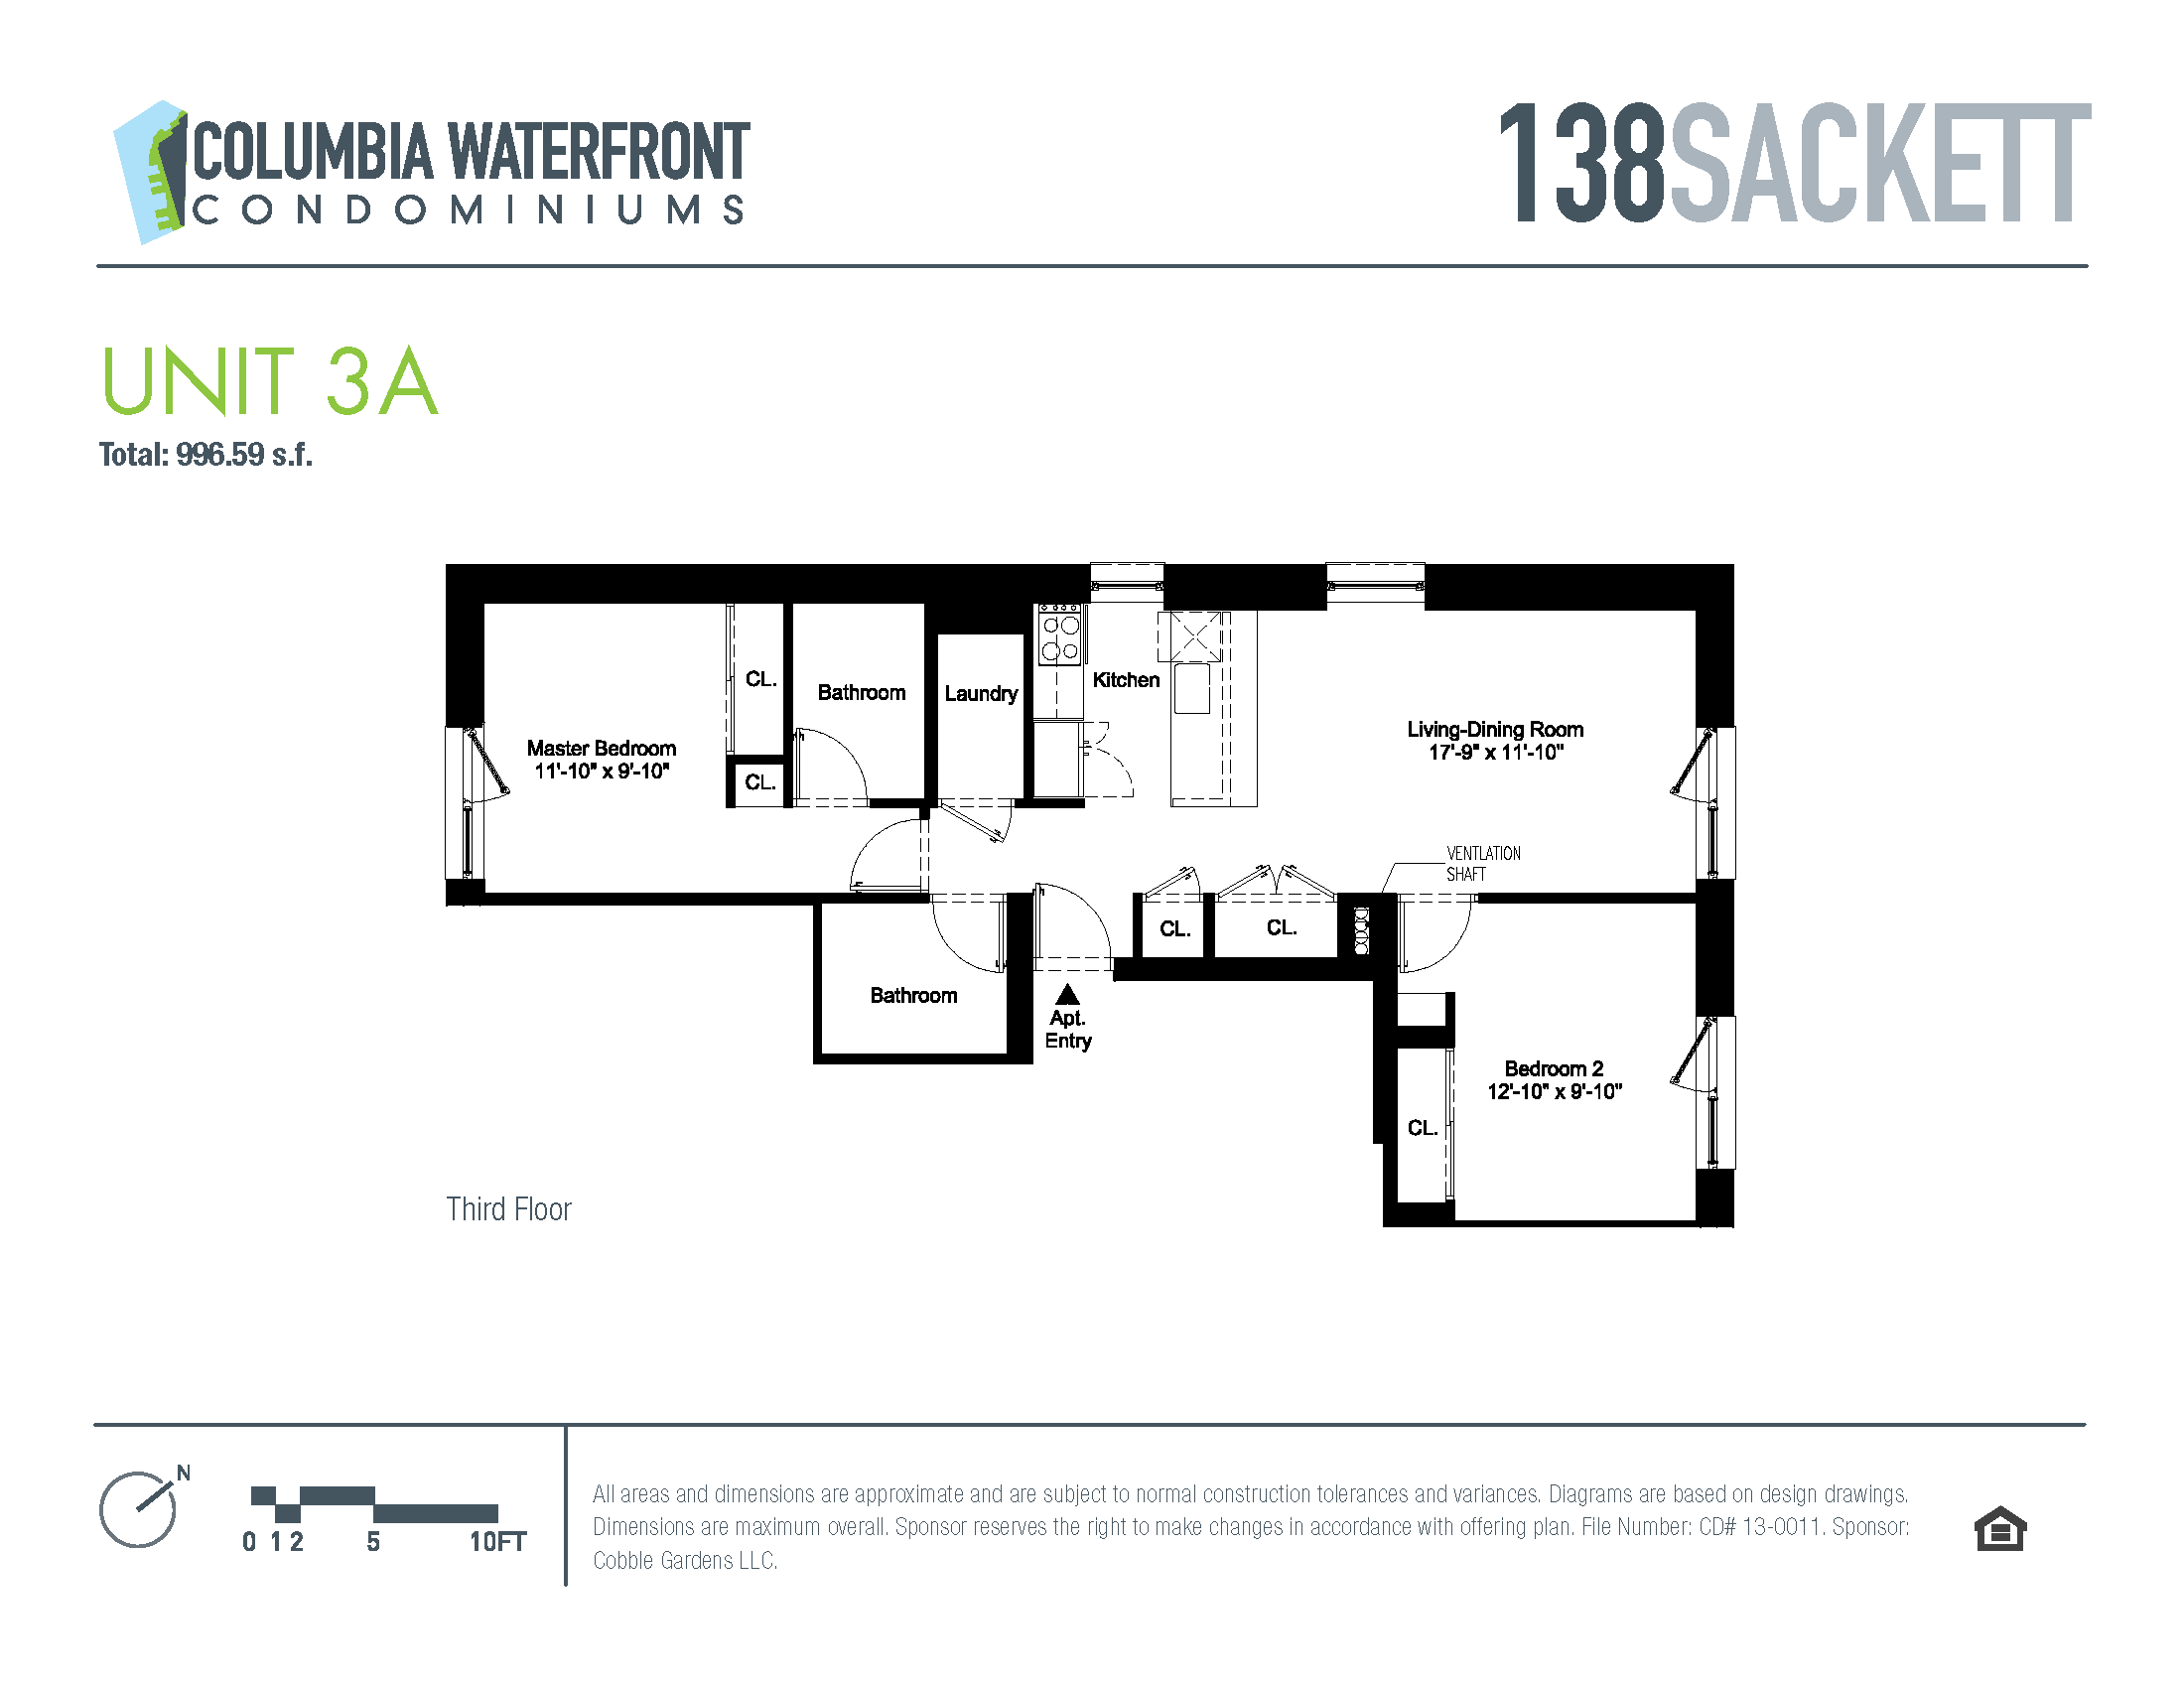 COLUMBIA WATERFRONT
CONDOMINIUMS
138SACKETT
UNIT 3A
Total: 996.59 s.f.
CL.
Bathroom
Laundry
Kitchen
Master Bedroom
11'-10" x 9'-10"
CL.
Living-Dining Room
17'-9" x 11'-10"
VENTLATION
SHAFT
CL.
CL.
Bathroom
Apt.
Entry
Bedroom 2
12'-10" x 9'-10"
CL.
Third Floor
N
0 1 2 5 10FT
All areas and dimensions are approximate and are subject to normal construction tolerances and variances. Diagrams are based on design drawings.
Dimensions are maximum overall. Sponsor reserves the right to make changes in accordance with offering plan. File Number: CD# 13-0011. Sponsor:
Cobble Gardens LLC.